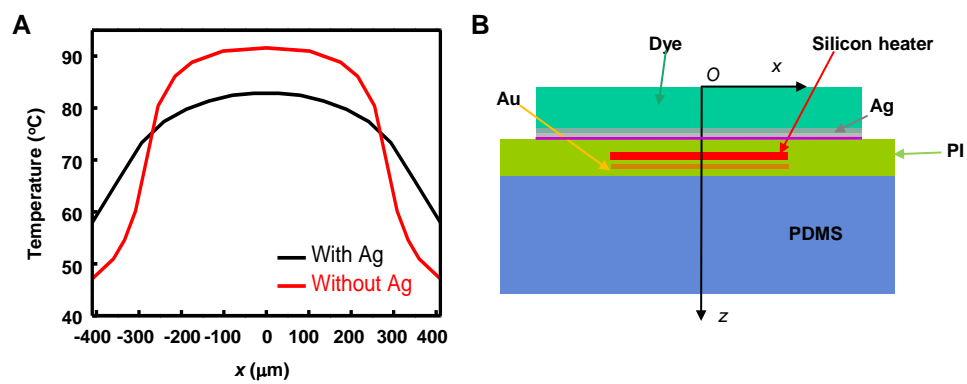 A
Temperature (ºC)
90
80
70
60
50
40
With Ag
Without Ag
-400 -300 -200 -100 0 100 200 300 400
x (μm)
B
Dye
Silicon heater
O
x
Au
Ag
PI
PDMS
z